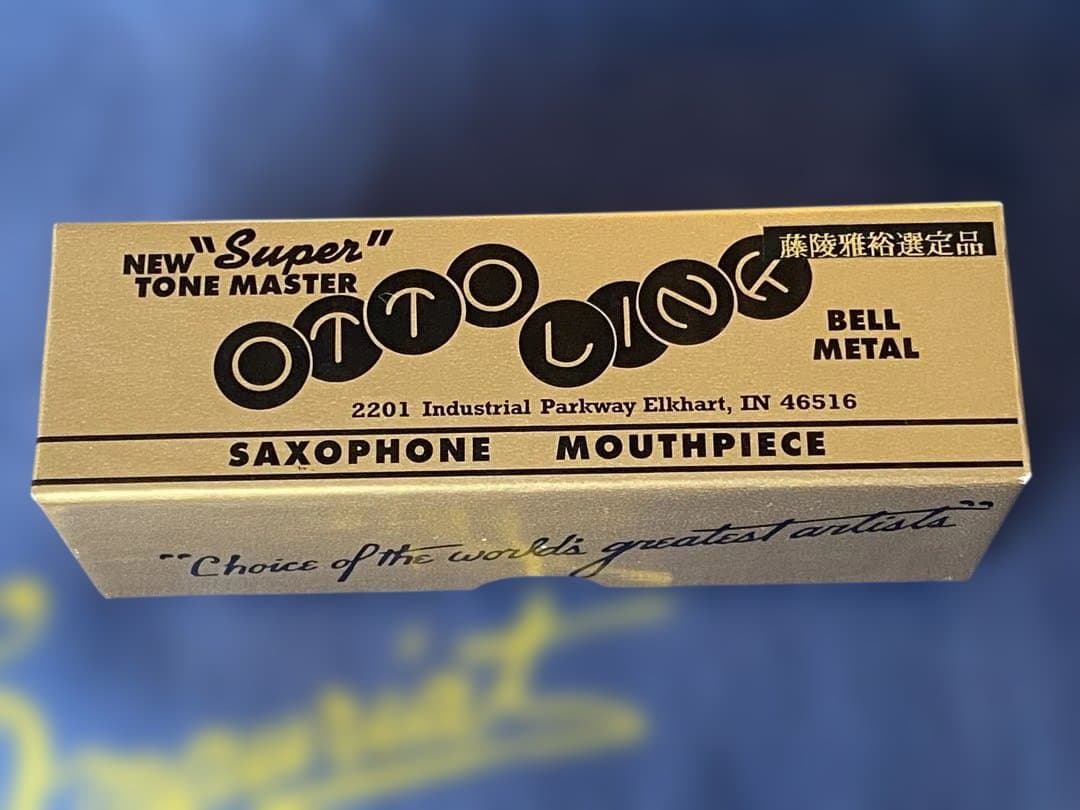 NEW "Super"
TONE MASTER
OTTO LINK
藤陵雅裕選定品
BELL
METAL
2201 Industrial Parkway Elkhart, IN 46516
SAXOPHONE MOUTHPIECE
"Choice of the world's greatest artists"